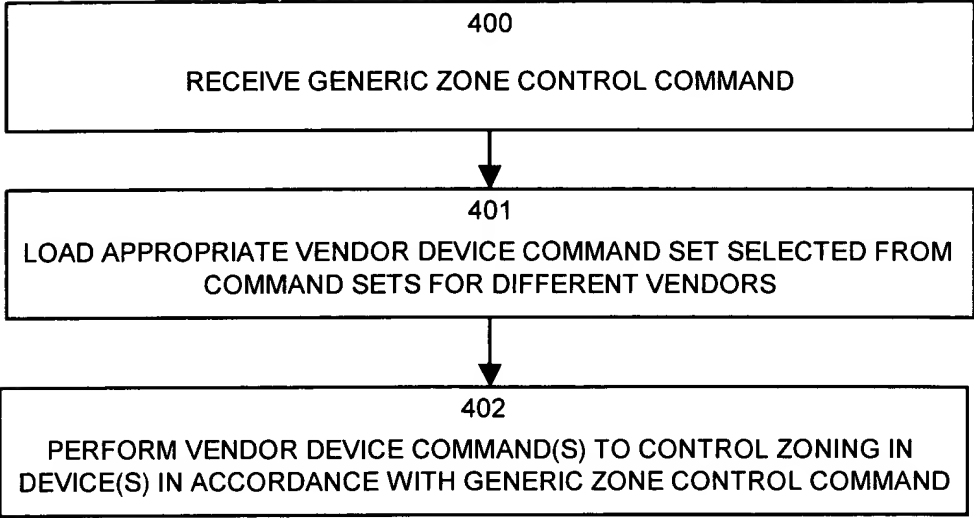 400
RECEIVE GENERIC ZONE CONTROL COMMAND
401
LOAD APPROPRIATE VENDOR DEVICE COMMAND SET SELECTED FROM
COMMAND SETS FOR DIFFERENT VENDORS
402
PERFORM VENDOR DEVICE COMMAND(S) TO CONTROL ZONING IN
DEVICE(S) IN ACCORDANCE WITH GENERIC ZONE CONTROL COMMAND